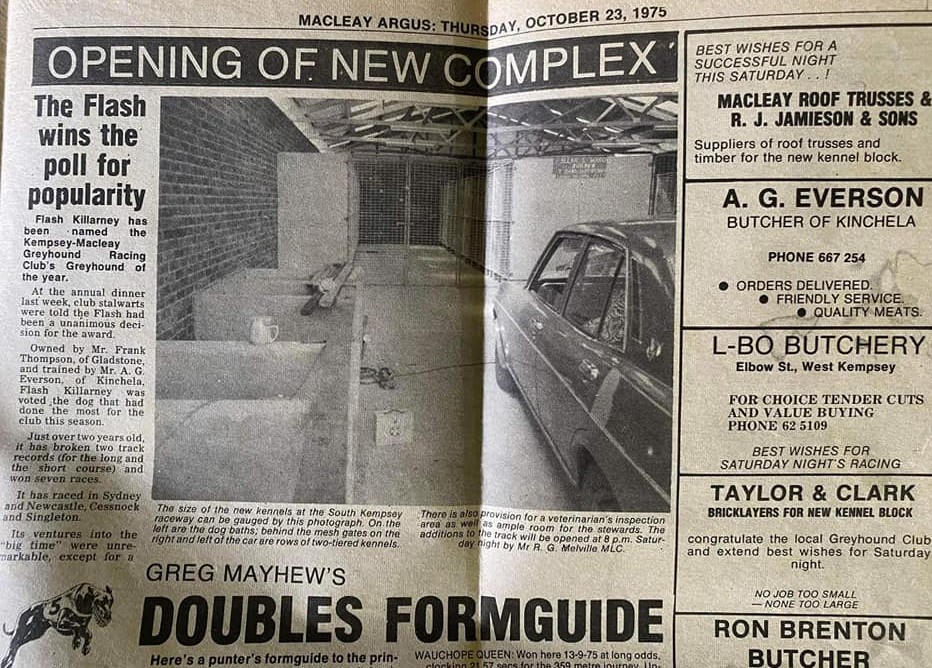 MACLEAY ARGUS: THURSDAY, OCTOBER 23, 1975
OPENING OF NEW COMPLEX
The Flash
wins the
poll for
popularity
Flash Killarney has
been named the
Kempsey-Macleay
Greyhound Racing
Club's Greyhound of
the year.
At the annual dinner
last week, club stalwarts
were told the Flash had
been a unanimous deci-
sion for the award.
Owned by Mr. Frank
Thompson, of Gladstone,
and trained by Mr. A. G.
Everson, of Kinchela,
Flash Killarney was
voted the dog that had
done the most for the
club this season.
Just over two years old,
it has broken two track
records (for the long and
the short course) and
won seven races.
It has raced in Sydney
and Newcastle, Cessnock
and Singleton.
Its ventures into the
"big time" were unre-
markable, except for a
The size of the new kennels at the South Kempsey
raceway can be gauged by this photograph. On the
left are the dog baths; behind the mesh gates on the
right and left of the car are rows of two-tiered kennels.
There is also provision for a veterinarian's inspection
area as well as ample room for the stewards. The
additions to the track will be opened at 8 p.m. Satur-
day night by Mr R. G. Melville MLC.
GREG MAYHEW'S
DOUBLES FORMGUIDE
Here's a punter's formguide to the prin-
WAUCHOPE QUEEN: Won here 13-9-75 at long odds,
clocking 21.57 secs for the 359 metre journey. Un-
5
BEST WISHES FOR A
SUCCESSFUL NIGHT
THIS SATURDAY . . !
MACLEAY ROOF TRUSSES &
R. J. JAMIESON & SONS
Suppliers of roof trusses and
timber for the new kennel block.
A. G. EVERSON
BUTCHER OF KINCHELA
PHONE 667 254
● ORDERS DELIVERED.
● FRIENDLY SERVICE.
● QUALITY MEATS.
L-BO BUTCHERY
Elbow St., West Kempsey
FOR CHOICE TENDER CUTS
AND VALUE BUYING
PHONE 62 5109
BEST WISHES FOR
SATURDAY NIGHT'S RACING
TAYLOR & CLARK
BRICKLAYERS FOR NEW KENNEL BLOCK
congratulate the local Greyhound Club
and extend best wishes for Saturday
night.
NO JOB TOO SMALL
— NONE TOO LARGE
RON BRENTON
BUTCHER